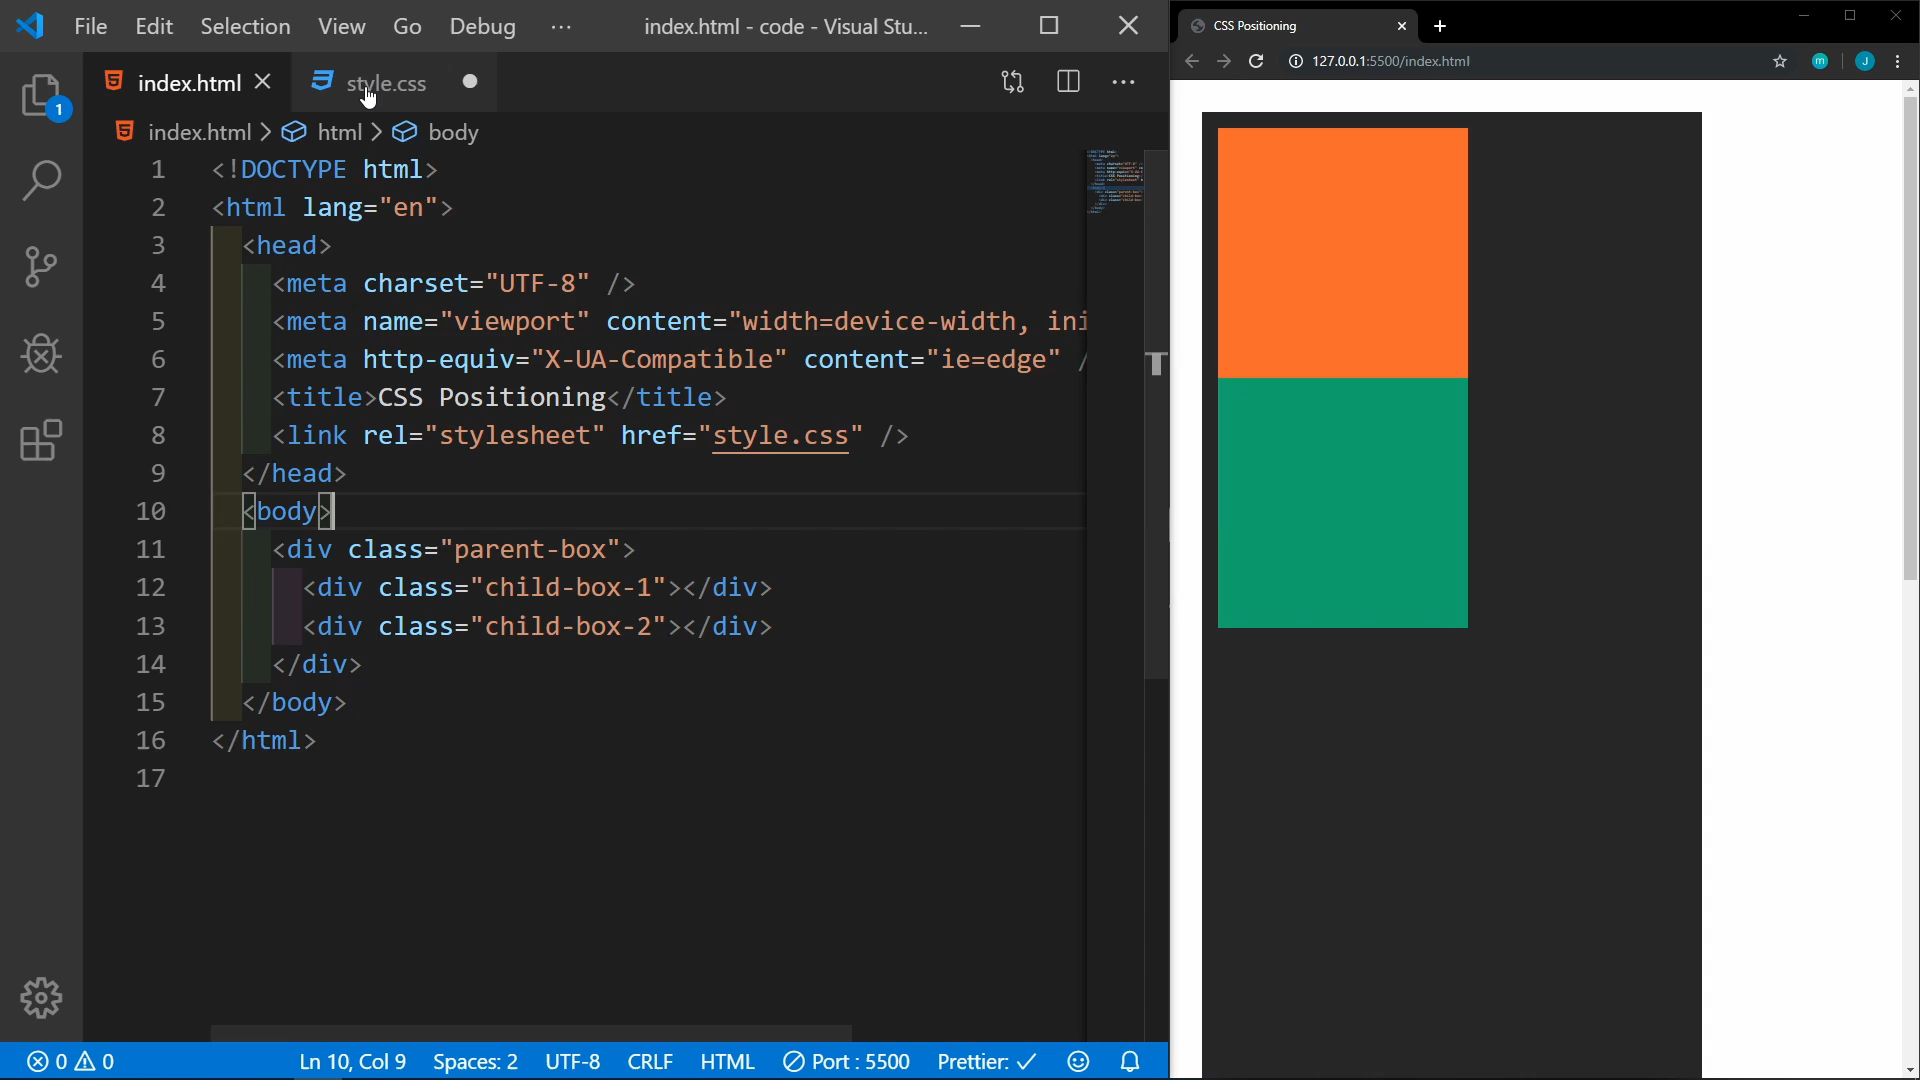 File Edit Selection View Go Debug ··· index.html - code - Visual Stu...
index.html style.css
index.html > html > body
1 <!DOCTYPE html>
2 <html lang="en">
3 <head>
4 <meta charset="UTF-8" />
5 <meta name="viewport" content="width=device-width, ini
6 <meta http-equiv="X-UA-Compatible" content="ie=edge" /
7 <title>CSS Positioning</title>
8 <link rel="stylesheet" href="style.css" />
9 </head>
10 <body>
11 <div class="parent-box">
12 <div class="child-box-1"></div>
13 <div class="child-box-2"></div>
14 </div>
15 </body>
16 </html>
17
1
0 0 Ln 10, Col 9 Spaces: 2 UTF-8 CRLF HTML Port : 5500 Prettier: ✓
CSS Positioning
127.0.0.1:5500/index.html m J